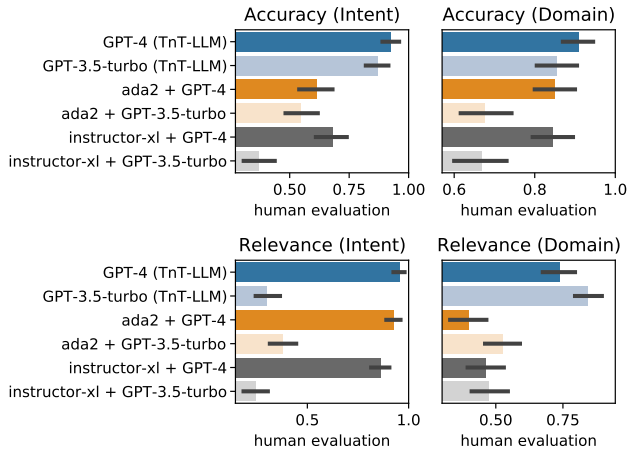 Accuracy (Intent)
Accuracy (Domain)
GPT-4 (TnT-LLM)
GPT-3.5-turbo (TnT-LLM)
ada2 + GPT-4
ada2 + GPT-3.5-turbo
instructor-xl + GPT-4
instructor-xl + GPT-3.5-turbo
0.50 0.75 1.00
0.6 0.8 1.0
human evaluation
human evaluation
Relevance (Intent)
Relevance (Domain)
GPT-4 (TnT-LLM)
GPT-3.5-turbo (TnT-LLM)
ada2 + GPT-4
ada2 + GPT-3.5-turbo
instructor-xl + GPT-4
instructor-xl + GPT-3.5-turbo
0.5 1.0
0.50 0.75
human evaluation
human evaluation